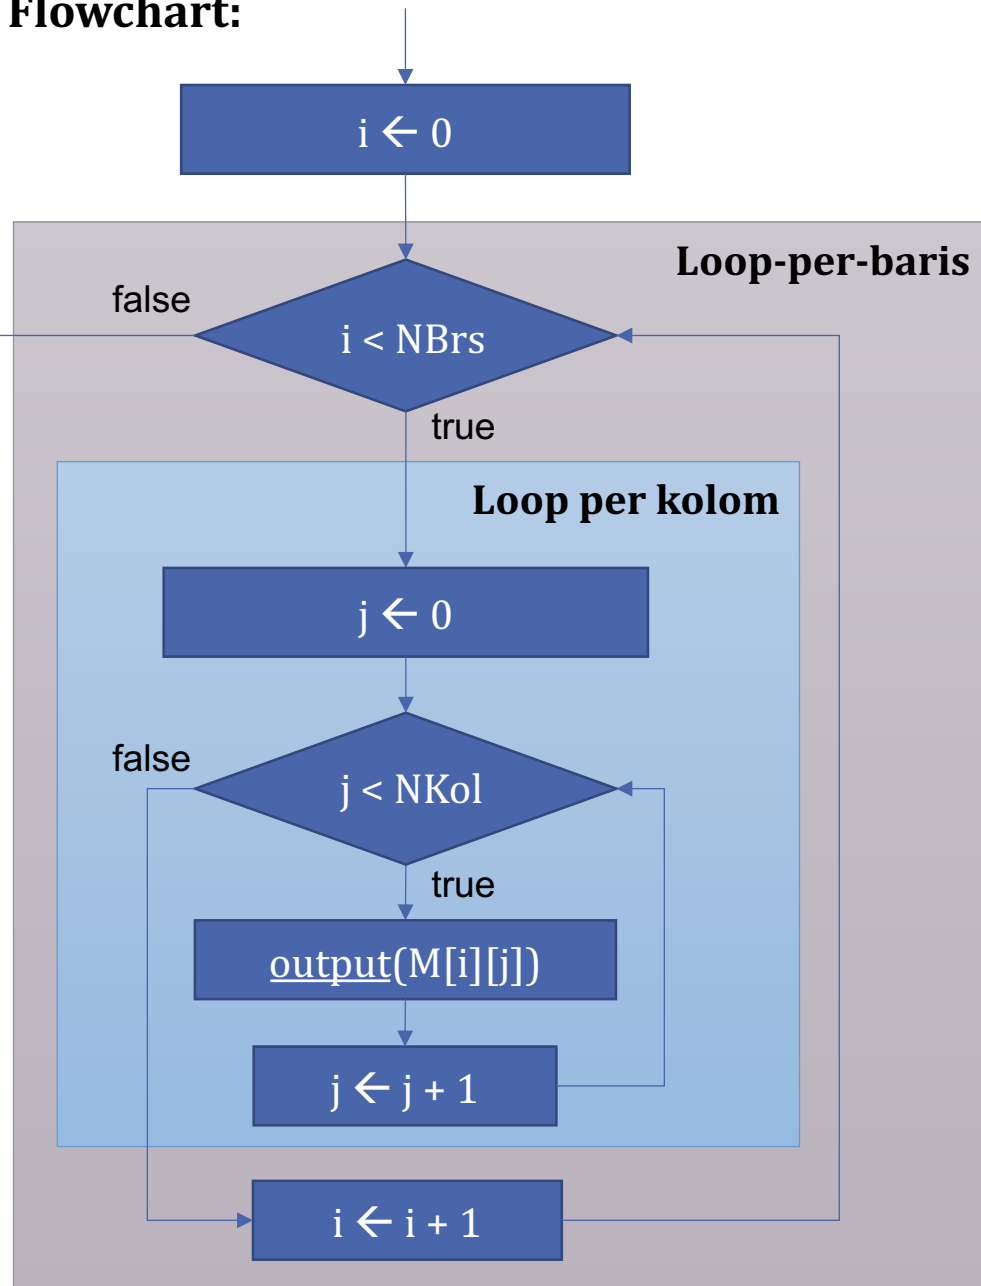 Flowchart:
i ← 0
Loop-per-baris
false
i < NBrs
true
Loop per kolom
j ← 0
false
j < NKol
true
output(M[i][j])
j ← j + 1
i ← i + 1